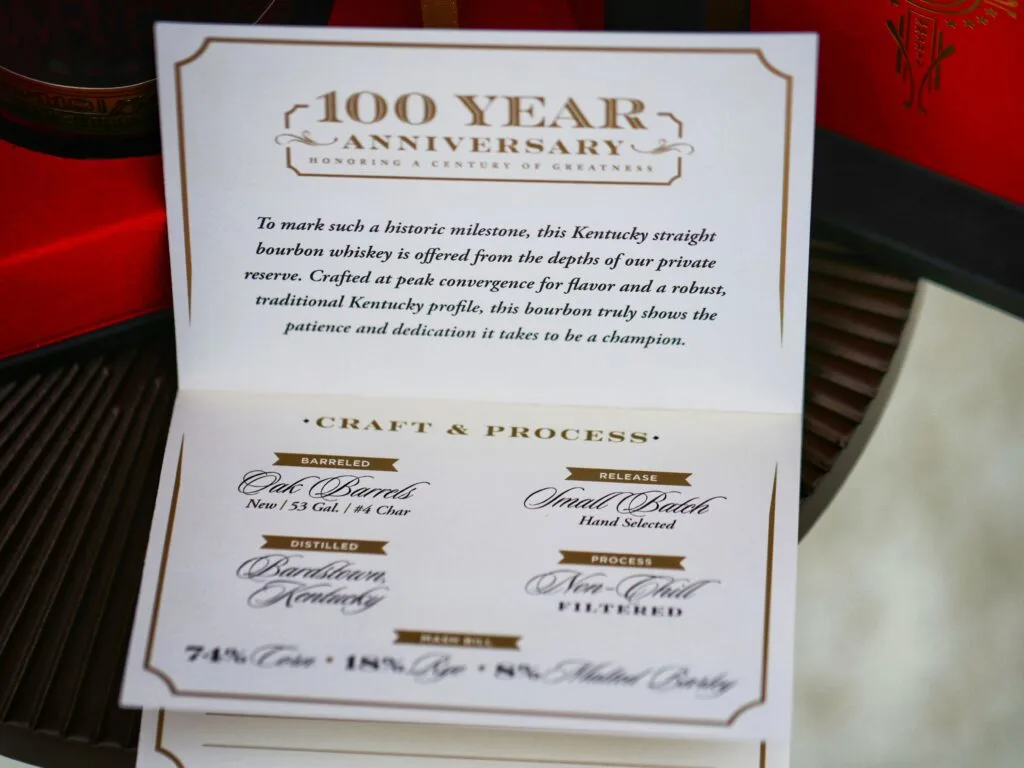 100 YEAR
ANNIVERSARY
HONORING A CENTURY OF GREATNESS
To mark such a historic milestone, this Kentucky straight
bourbon whiskey is offered from the depths of our private
reserve. Crafted at peak convergence for flavor and a robust,
traditional Kentucky profile, this bourbon truly shows the
patience and dedication it takes to be a champion.
·CRAFT & PROCESS·
BARRELED
Oak Barrels
New / 53 Gal. / #4 Char
RELEASE
Small Batch
Hand Selected
DISTILLED
Bardstown,
Kentucky
PROCESS
Non-Chill
FILTERED
MASH BILL
74% Corn • 18% Rye • 8% Malted Barley